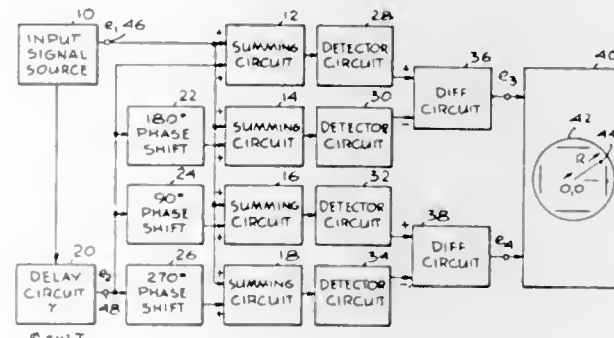 10
e1 46
INPUT
SIGNAL
SOURCE
12
SUMMING
CIRCUIT
28
DETECTOR
CIRCUIT
36
DIFF
CIRCUIT
e3
40
22
180°
PHASE
SHIFT
14
SUMMING
CIRCUIT
30
DETECTOR
CIRCUIT
42
44
R
0,0
24
90°
PHASE
SHIFT
16
SUMMING
CIRCUIT
32
DETECTOR
CIRCUIT
38
DIFF
CIRCUIT
e4
20
DELAY
CIRCUIT
e2
48
26
270°
PHASE
SHIFT
18
SUMMING
CIRCUIT
34
DETECTOR
CIRCUIT